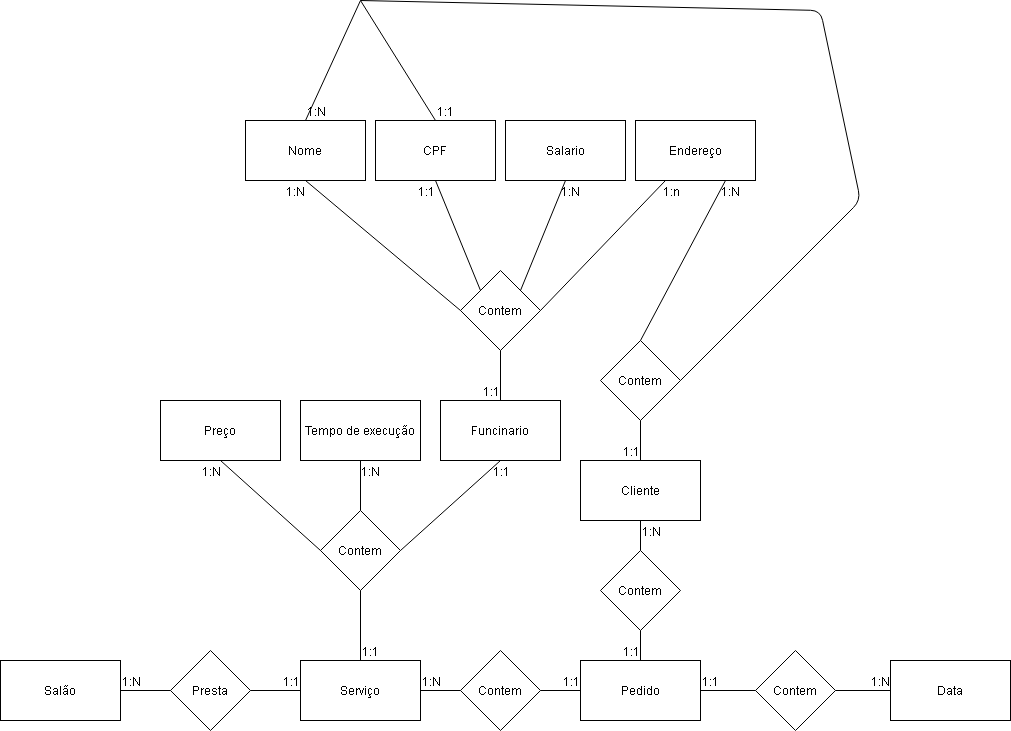 1:N
1:1
Nome
CPF
Salario
Endereço
1:N
1:1
1:N
1:n
1:N
Contem
Contem
1:1
Preço
Tempo de execução
Funcinario
1:1
1:N
1:N
1:1
Cliente
1:N
Contem
Contem
1:1
1:1
Salão
1:N
Presta
1:1
Serviço
1:N
Contem
1:1
Pedido
1:1
Contem
1:N
Data